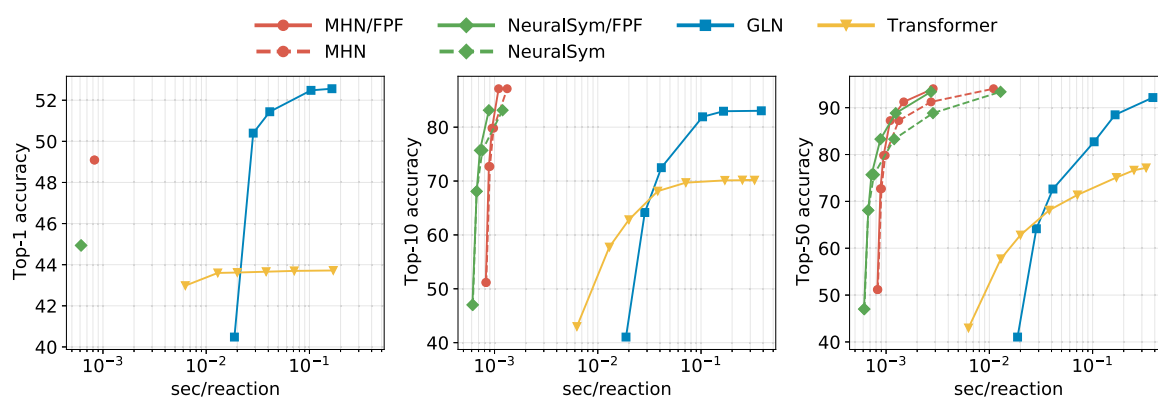 MHN/FPF NeuralSym/FPF GLN Transformer
MHN NeuralSym
Top-1 accuracy
52
50
48
46
44
42
40
10⁻³ 10⁻² 10⁻¹
sec/reaction
Top-10 accuracy
80
70
60
50
40
10⁻³ 10⁻² 10⁻¹
sec/reaction
Top-50 accuracy
90
80
70
60
50
40
10⁻³ 10⁻² 10⁻¹
sec/reaction